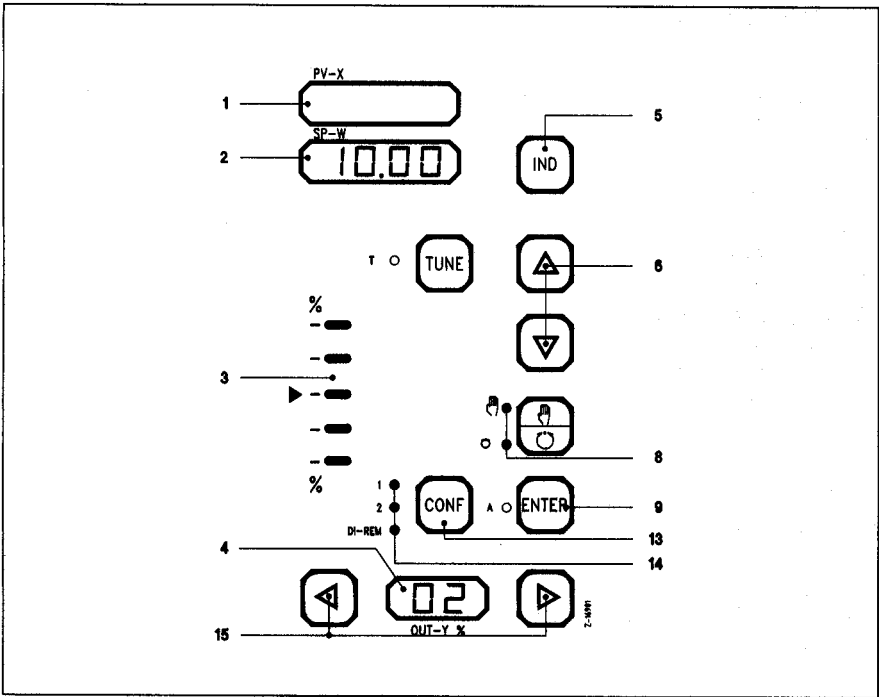 PV-X
1
5
SP-W
2 10.00
IND
T TUNE
6
%
3
8
%
1
2 CONF A ENTER 9
DI-REM 13
14
4
02
Z-14991
15 OUT-Y %